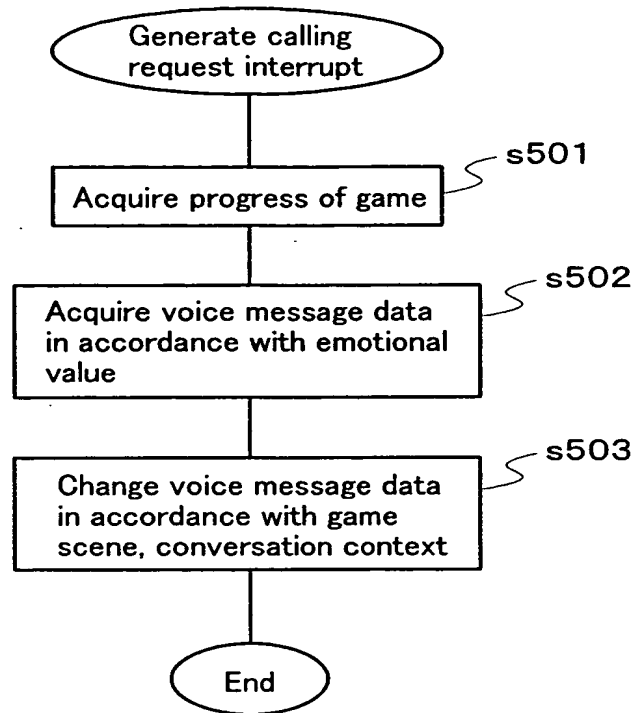 Generate calling
request interrupt
s501
Acquire progress of game
s502
Acquire voice message data
in accordance with emotional
value
s503
Change voice message data
in accordance with game
scene, conversation context
End